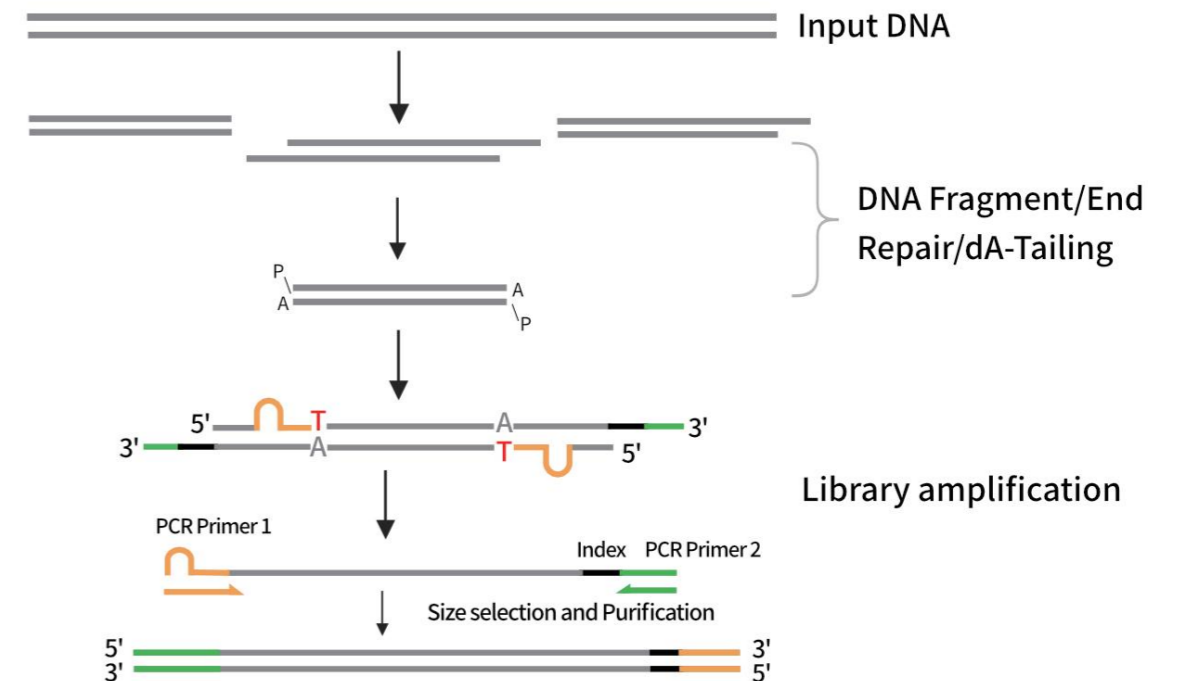 Input DNA
DNA Fragment/End
Repair/dA-Tailing
P
A
A
P
5'
T
A
3'
3'
A
T
5'
Library amplification
PCR Primer 1
Index
PCR Primer 2
Size selection and Purification
5'
3'
3'
5'